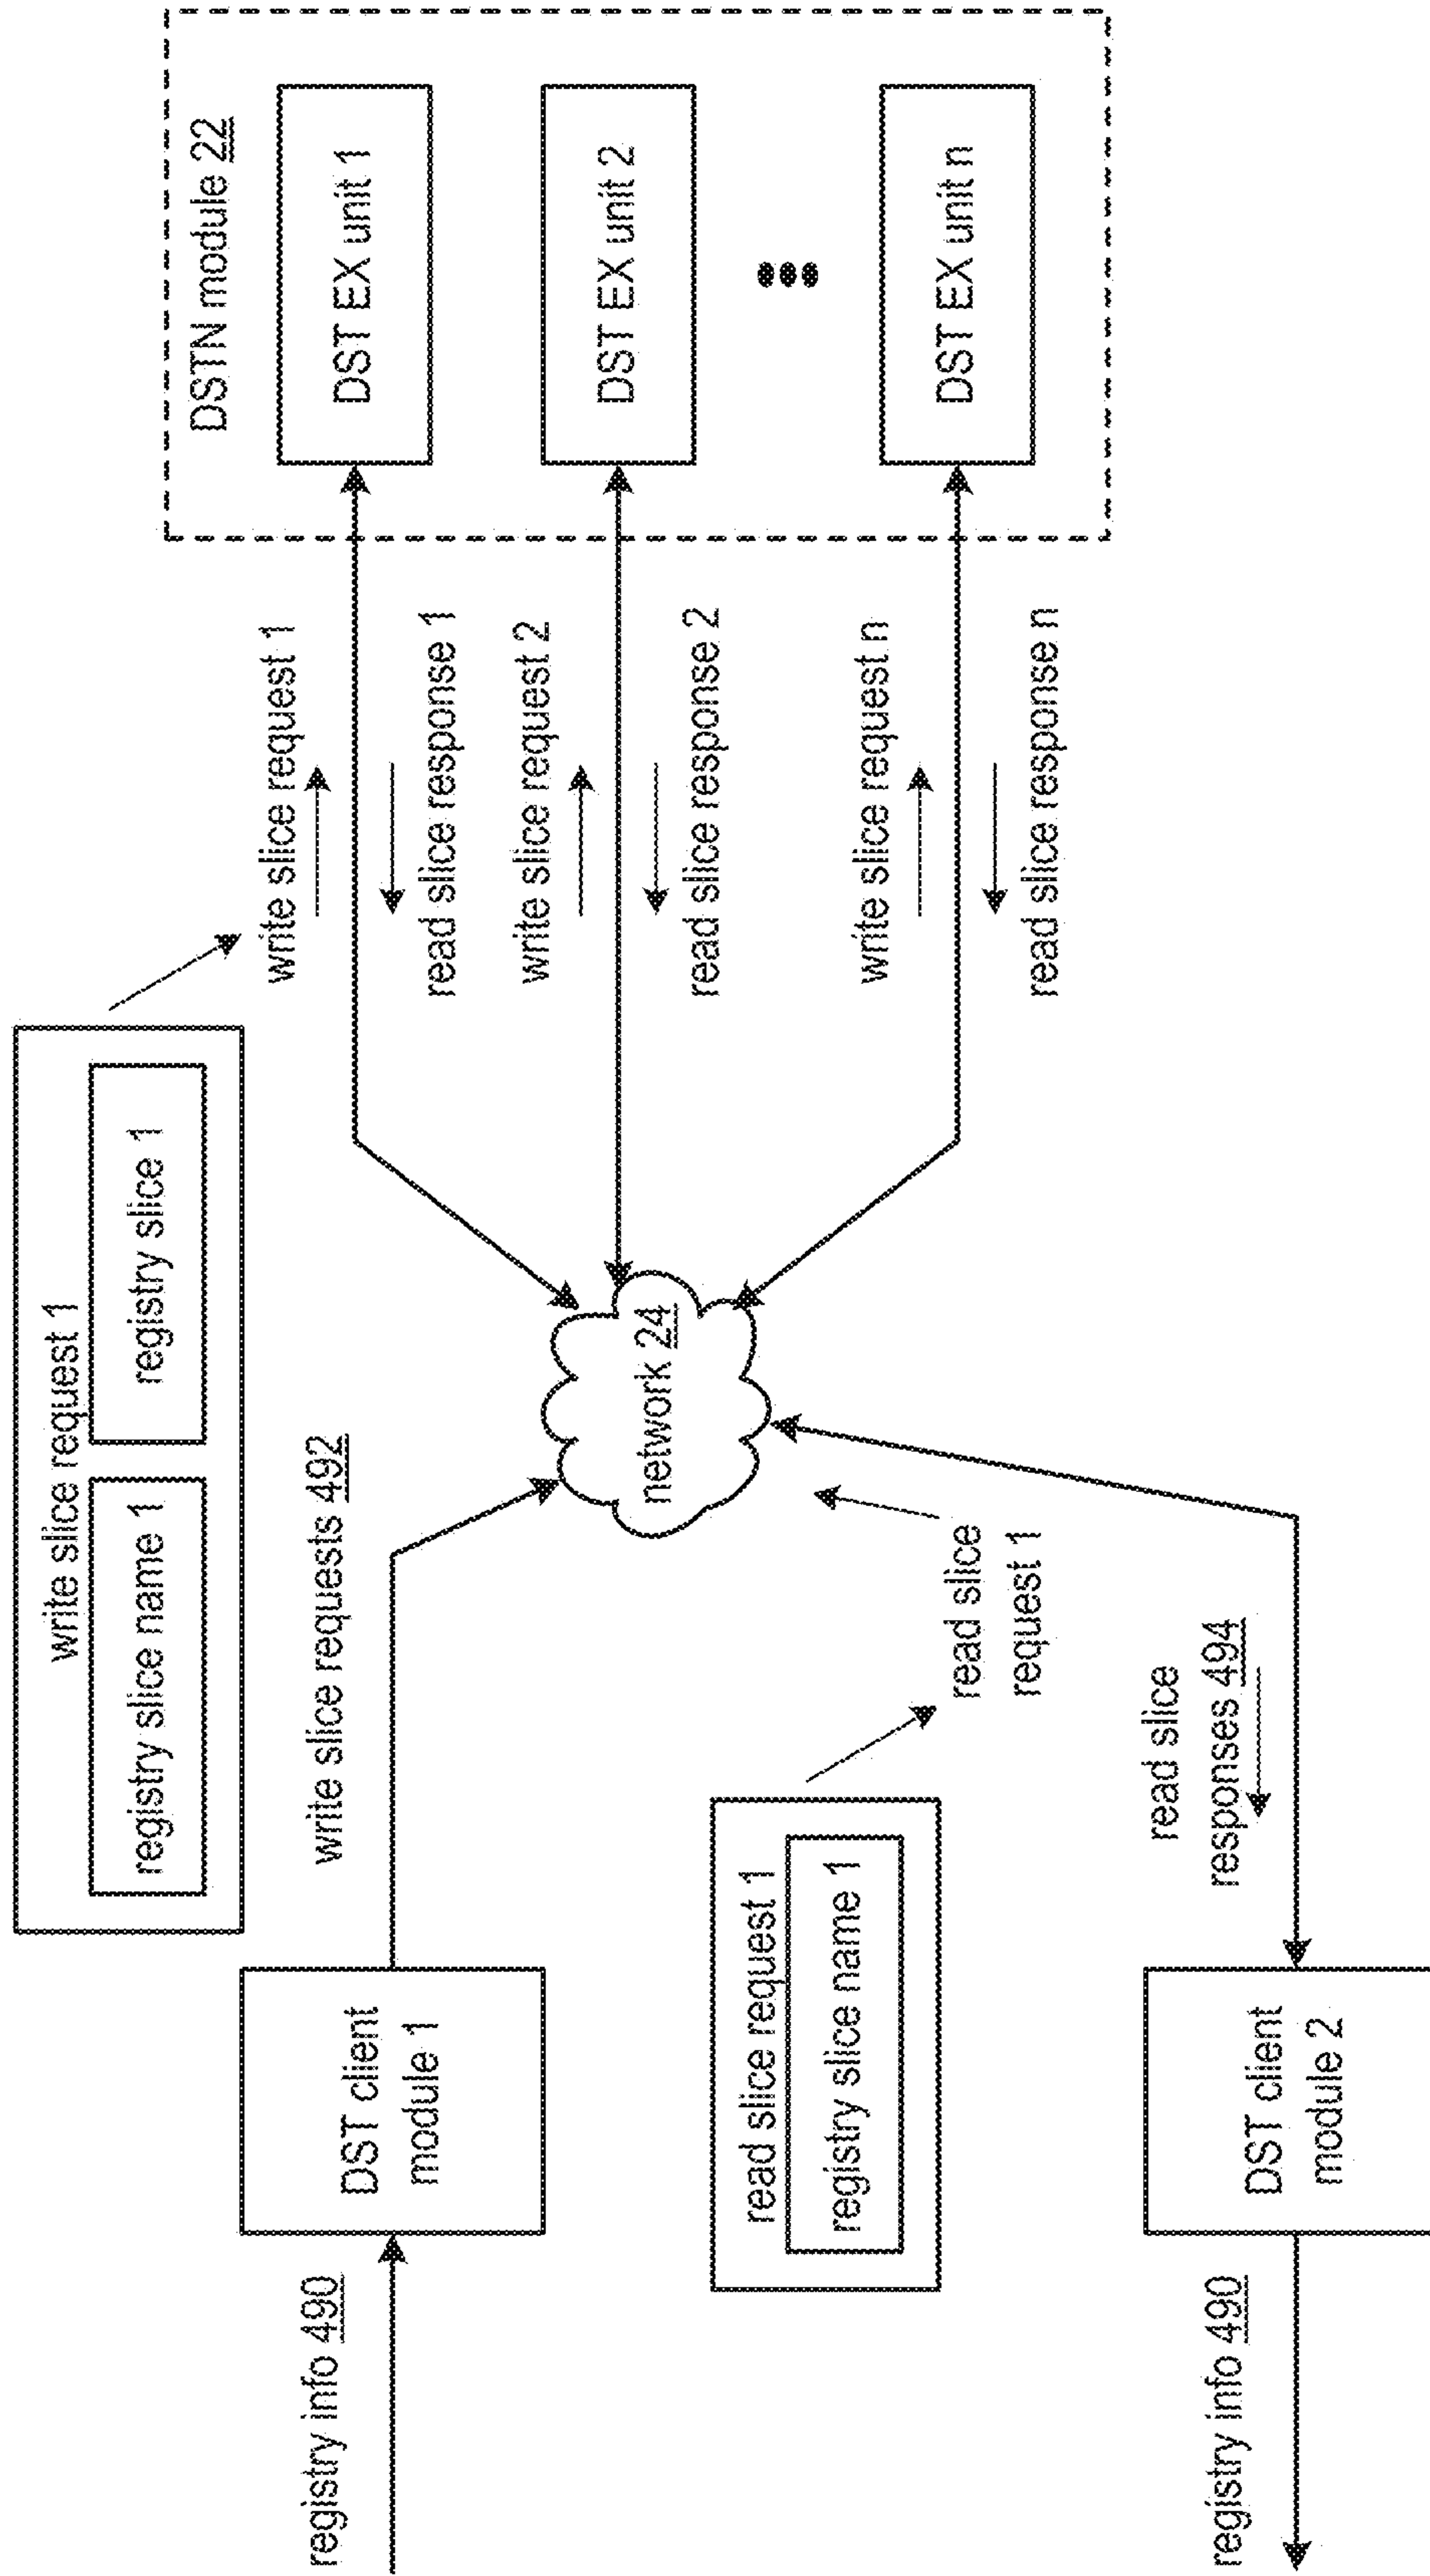 registry info 490
DST client
module 1
write slice requests 492
write slice request 1
registry slice name 1
registry slice 1
network 24
write slice request 1
read slice response 1
write slice request 2
read slice response 2
write slice request n
read slice response n
DSTN module 22
DST EX unit 1
DST EX unit 2
DST EX unit n
read slice request 1
registry slice name 1
read slice
request 1
read slice
responses 494
DST client
module 2
registry info 490